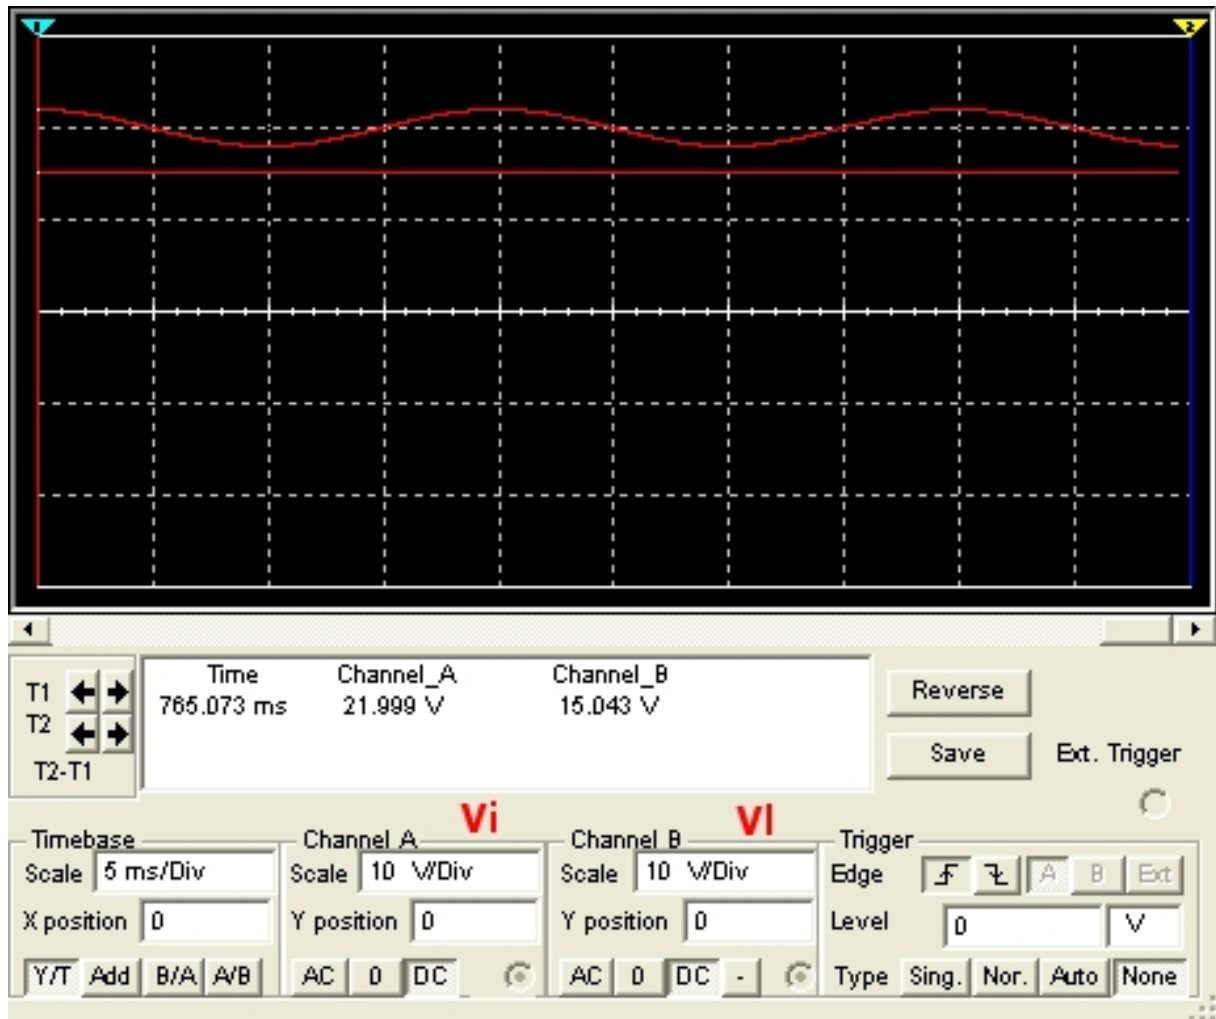 1 2
Time Channel_A Channel_B
T1 765.073 ms 21.999 V 15.043 V Reverse
T2
T2-T1 Save Ext. Trigger
Vi Vl
Timebase Channel A Channel B Trigger
Scale 5 ms/Div Scale 10 V/Div Scale 10 V/Div Edge A B Ext
X position 0 Y position 0 Y position 0 Level 0 V
Y/T Add B/A A/B AC 0 DC AC 0 DC - Type Sing. Nor. Auto None